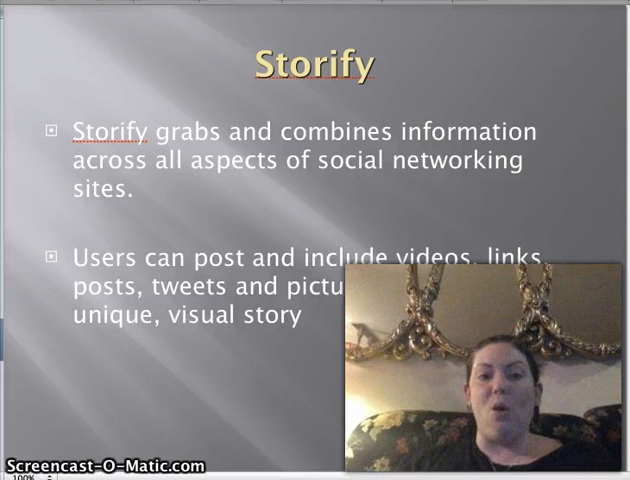 Storify
Storify grabs and combines information
across all aspects of social networking
sites.
Users can post and include videos, links,
posts, tweets and pictu
unique, visual story
Screencast-O-Matic.com
100%